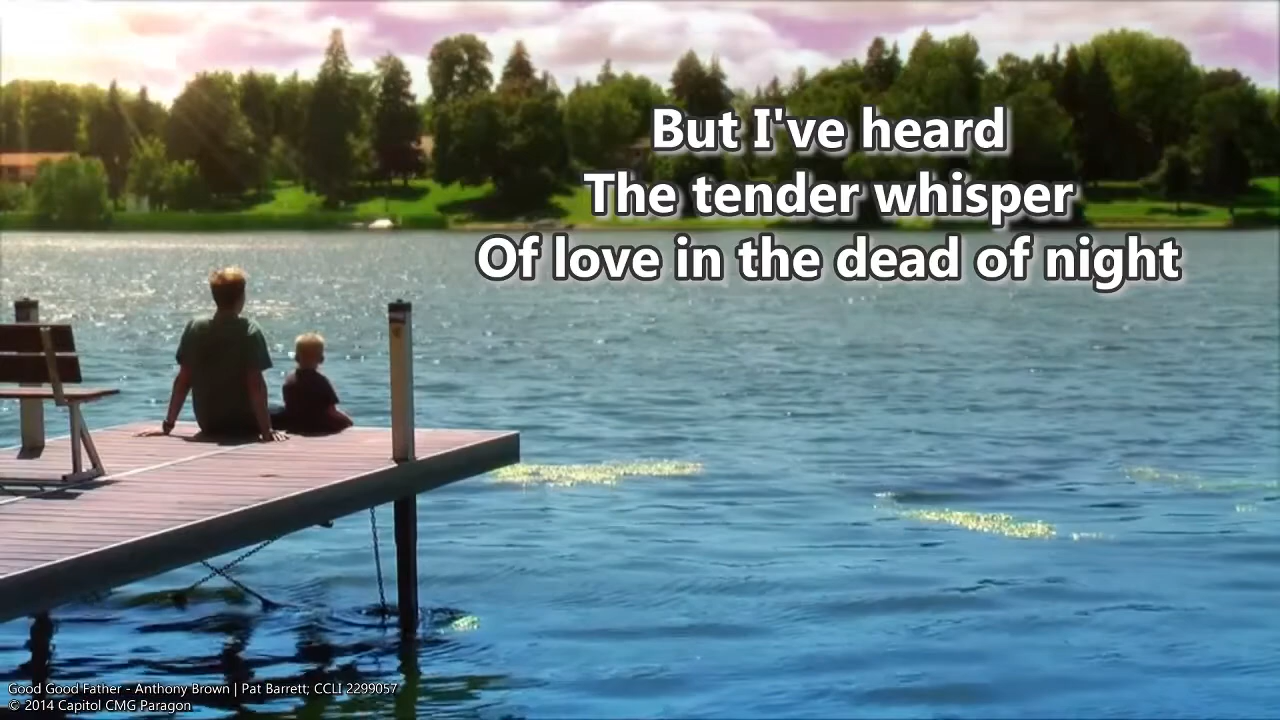 But I've heard
The tender whisper
Of love in the dead of night
Good Good Father - Anthony Brown | Pat Barrett; CCLI 2299057
© 2014 Capitol CMG Paragon